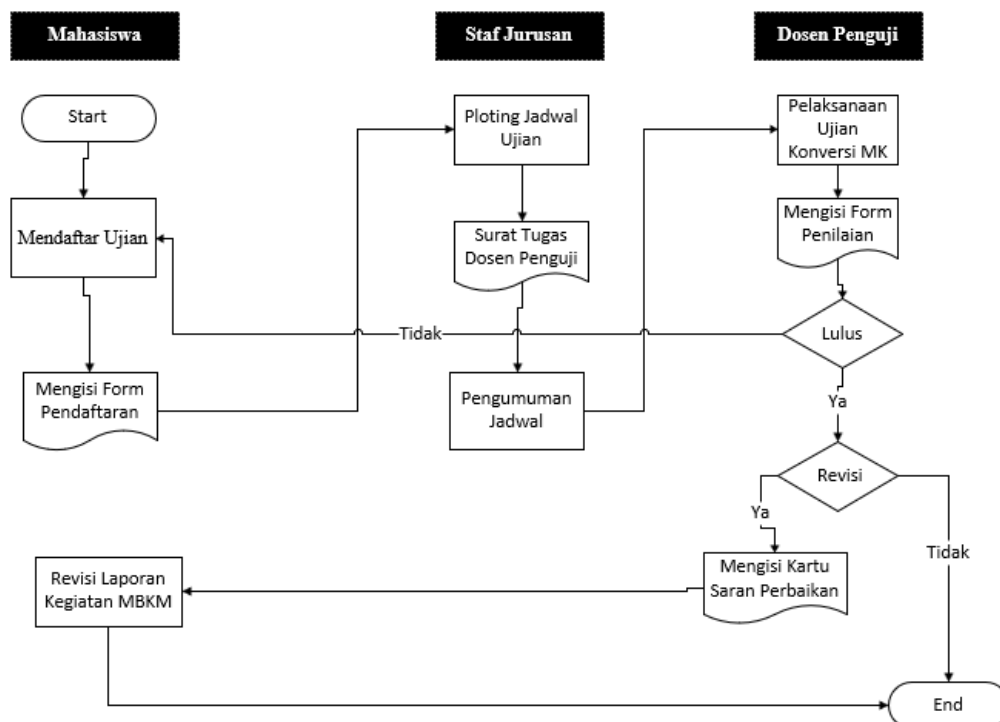 Mahasiswa
Staf Jurusan
Dosen Penguji
Start
Ploting Jadwal
Ujian
Pelaksanaan
Ujian
Konversi MK
Mendaftar Ujian
Surat Tugas
Dosen Penguji
Mengisi Form
Penilaian
Tidak
Lulus
Mengisi Form
Pendaftaran
Pengumuman
Jadwal
Ya
Revisi
Ya
Tidak
Revisi Laporan
Kegiatan MBKM
Mengisi Kartu
Saran Perbaikan
End